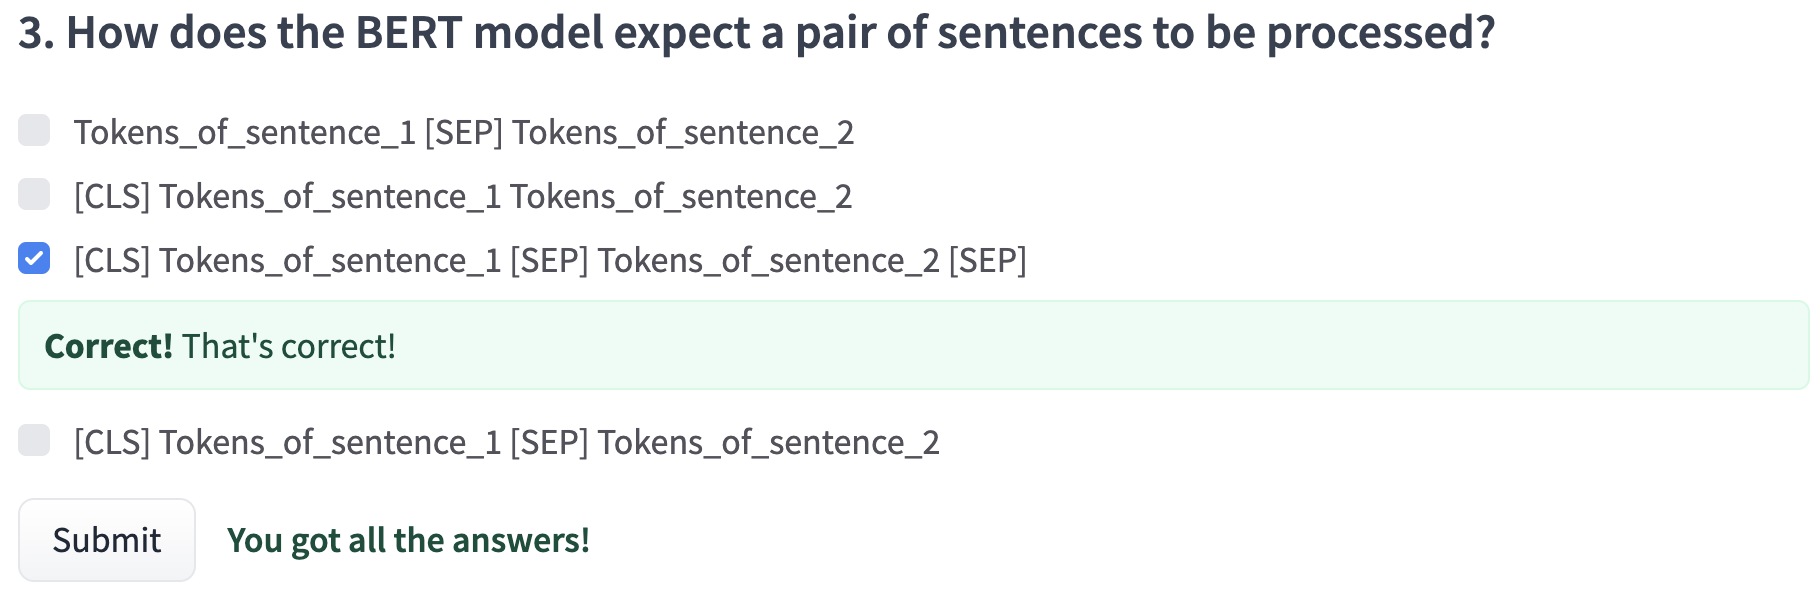 3. How does the BERT model expect a pair of sentences to be processed?
Tokens_of_sentence_1 [SEP] Tokens_of_sentence_2
[CLS] Tokens_of_sentence_1 Tokens_of_sentence_2
[CLS] Tokens_of_sentence_1 [SEP] Tokens_of_sentence_2 [SEP]
Correct! That's correct!
[CLS] Tokens_of_sentence_1 [SEP] Tokens_of_sentence_2
Submit You got all the answers!